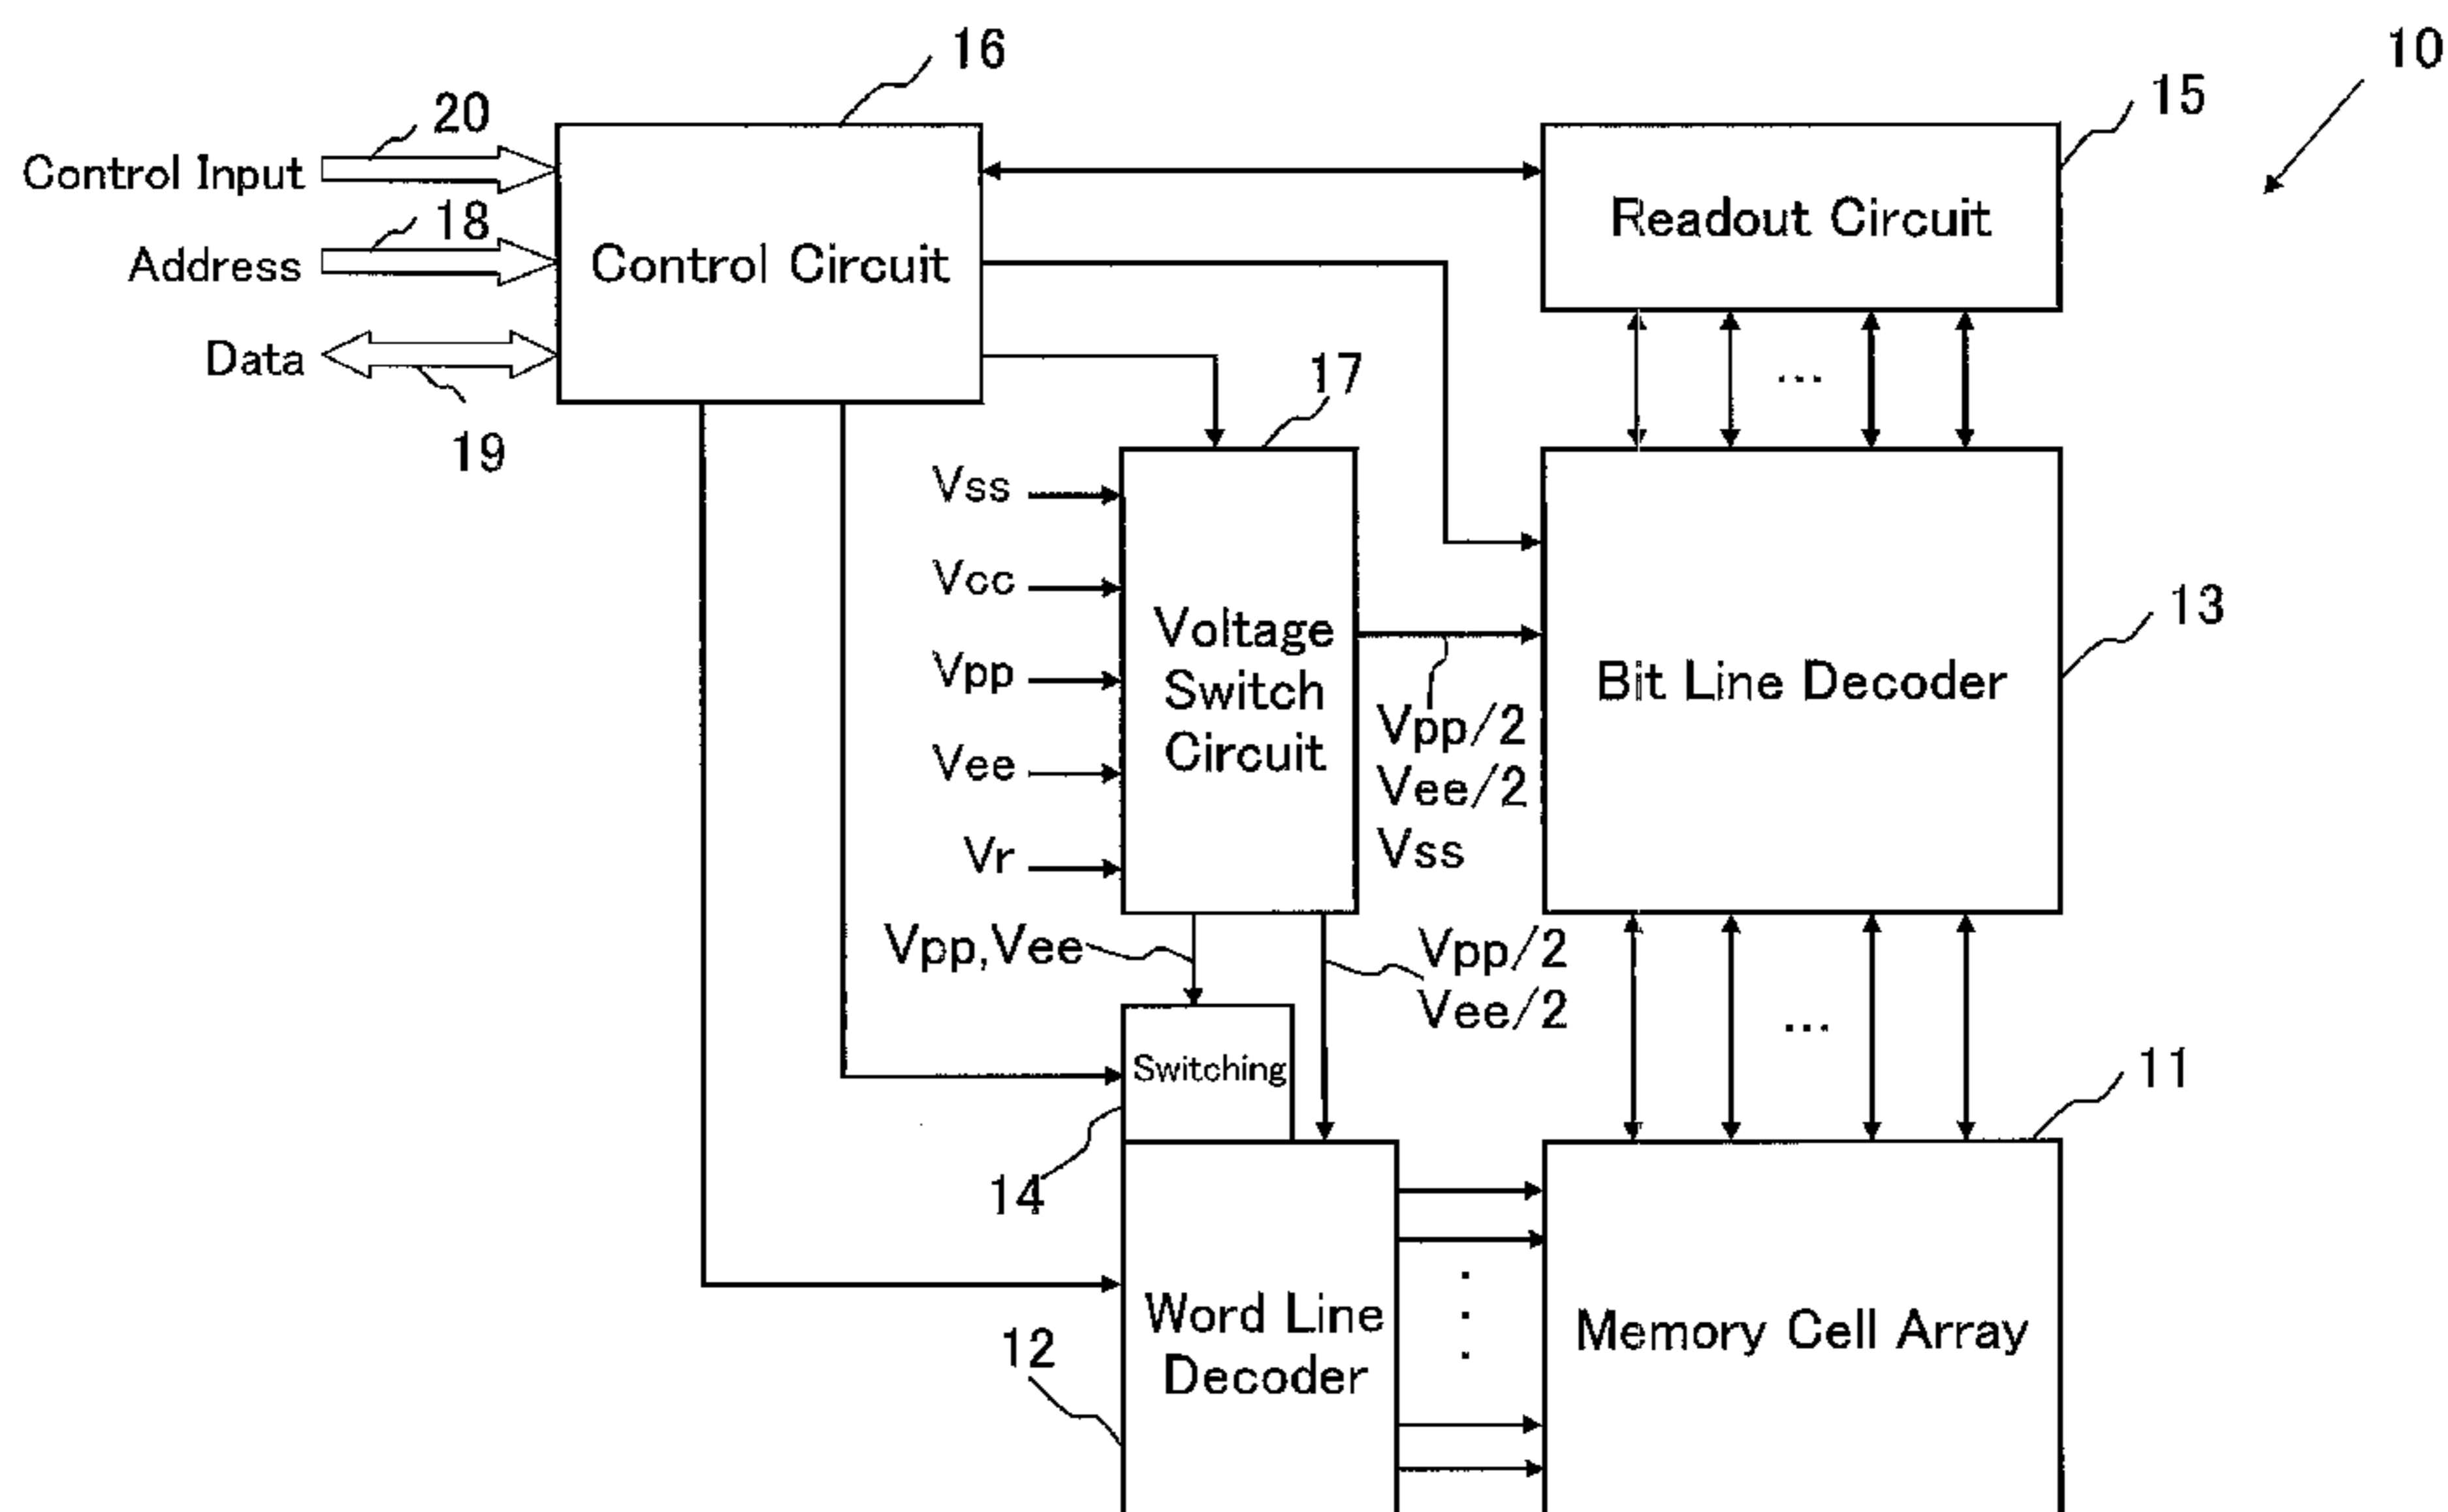 10
16
15
20
Control Input
18
Address
Data
19
Control Circuit
Readout Circuit
...
17
Vss
Vcc
Vpp
Vee
Vr
Voltage
Switch
Circuit
Vpp/2
Vee/2
Vss
Bit Line Decoder
13
Vpp,Vee
Vpp/2
Vee/2
...
Switching
14
11
12
Word Line
Decoder
. . .
Memory Cell Array